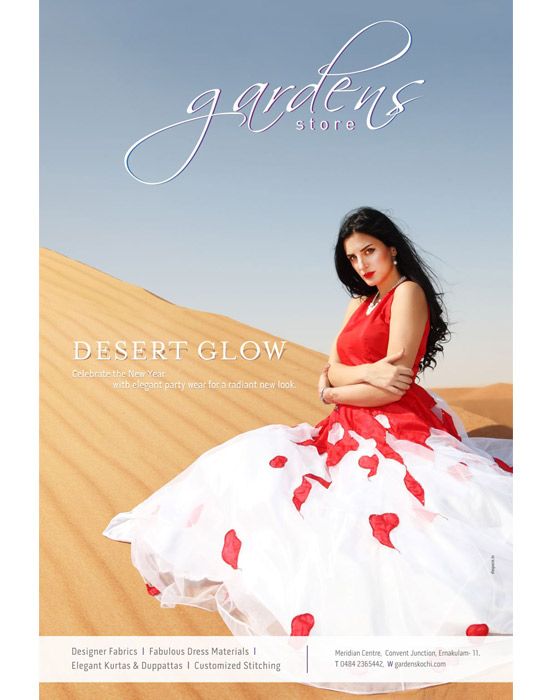 gardens
store
DESERT GLOW
Celebrate the New Year
with elegant party wear for a radiant new look.
Designer Fabrics I Fabulous Dress Materials I
Elegant Kurtas & Duppattas I Customized Stitching
Meridian Centre, Convent Junction, Ernakulam- 11.
T 0484 2365442, W gardenskochi.com